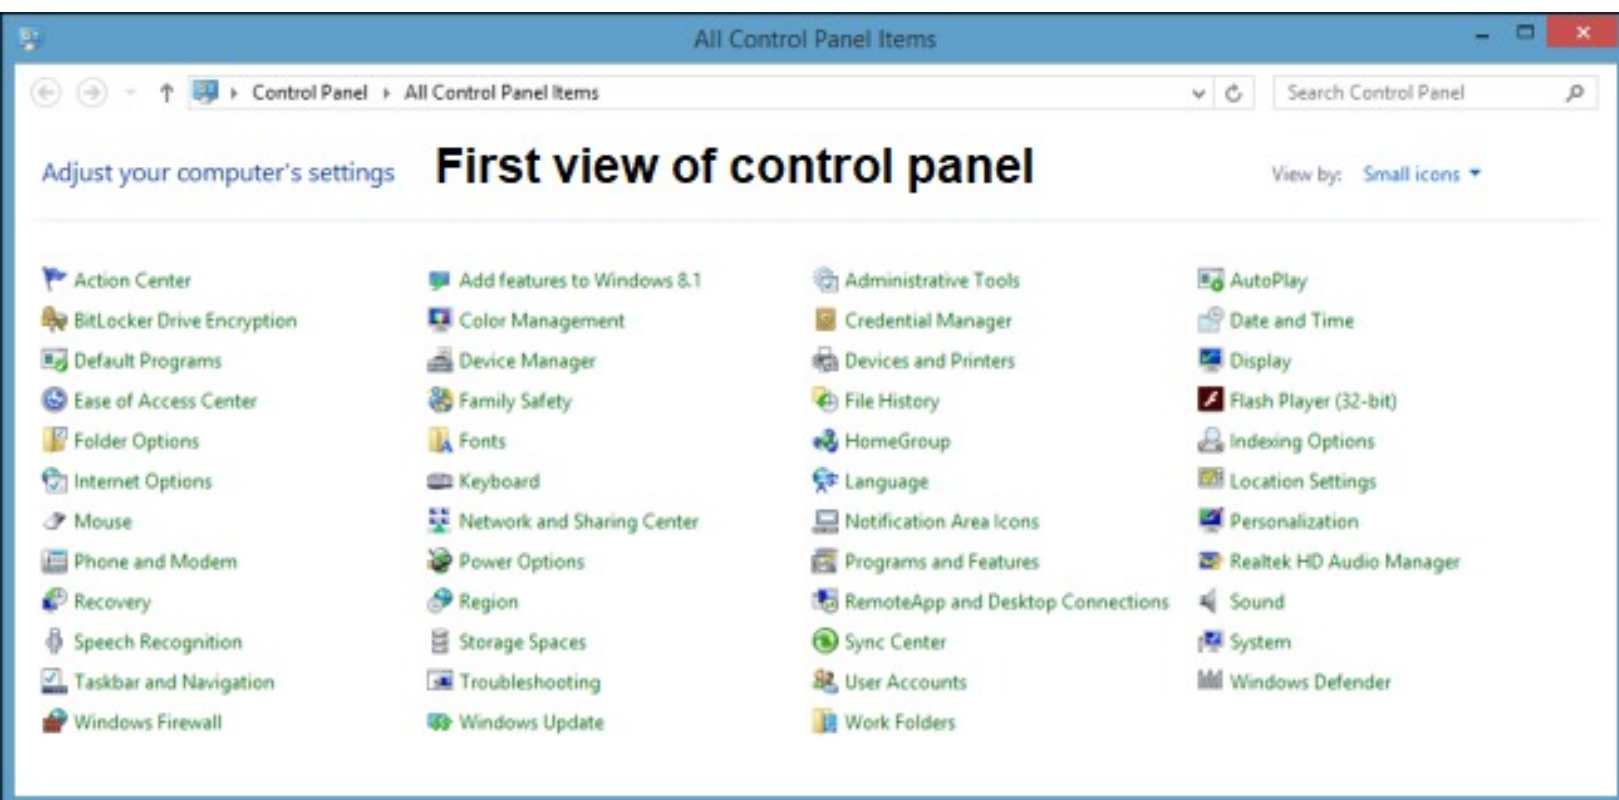 All Control Panel Items
Control Panel All Control Panel Items
Search Control Panel
Adjust your computer's settings
First view of control panel
View by: Small icons
Action Center Add features to Windows 8.1 Administrative Tools AutoPlay
BitLocker Drive Encryption Color Management Credential Manager Date and Time
Default Programs Device Manager Devices and Printers Display
Ease of Access Center Family Safety File History Flash Player (32-bit)
Folder Options Fonts HomeGroup Indexing Options
Internet Options Keyboard Language Location Settings
Mouse Network and Sharing Center Notification Area Icons Personalization
Phone and Modem Power Options Programs and Features Realtek HD Audio Manager
Recovery Region RemoteApp and Desktop Connections Sound
Speech Recognition Storage Spaces Sync Center System
Taskbar and Navigation Troubleshooting User Accounts Windows Defender
Windows Firewall Windows Update Work Folders